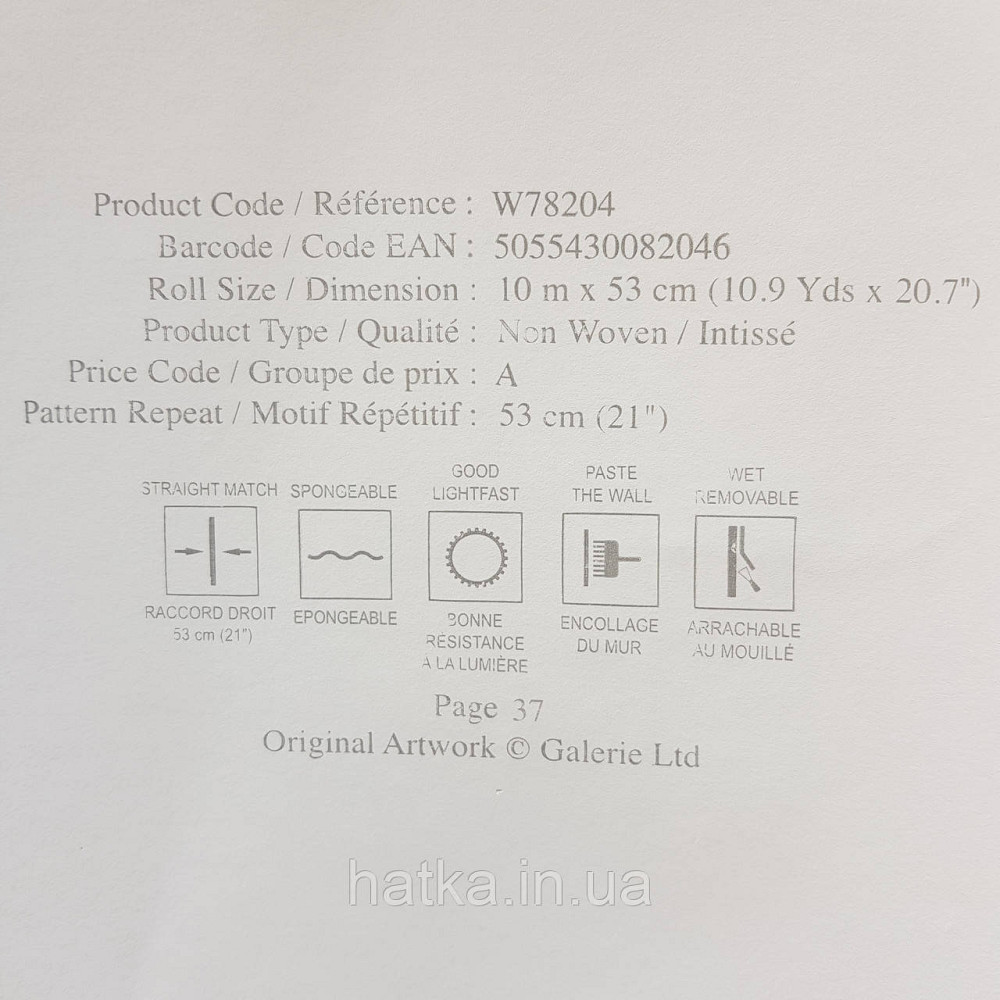 Product Code / Référence : W78204
Barcode / Code EAN : 5055430082046
Roll Size / Dimension : 10 m x 53 cm (10.9 Yds x 20.7")
Product Type / Qualité : Non Woven / Intissé
Price Code / Groupe de prix : A
Pattern Repeat / Motif Répétitif : 53 cm (21")
STRAIGHT MATCH
RACCORD DROIT
53 cm (21")
SPONGEABLE
EPONGEABLE
GOOD
LIGHTFAST
BONNE
RÉSISTANCE
A LA LUMIÈRE
PASTE
THE WALL
ENCOLLAGE
DU MUR
WET
REMOVABLE
ARRACHABLE
AU MOUILLÉ
Page 37
Original Artwork © Galerie Ltd
hatka.in.ua